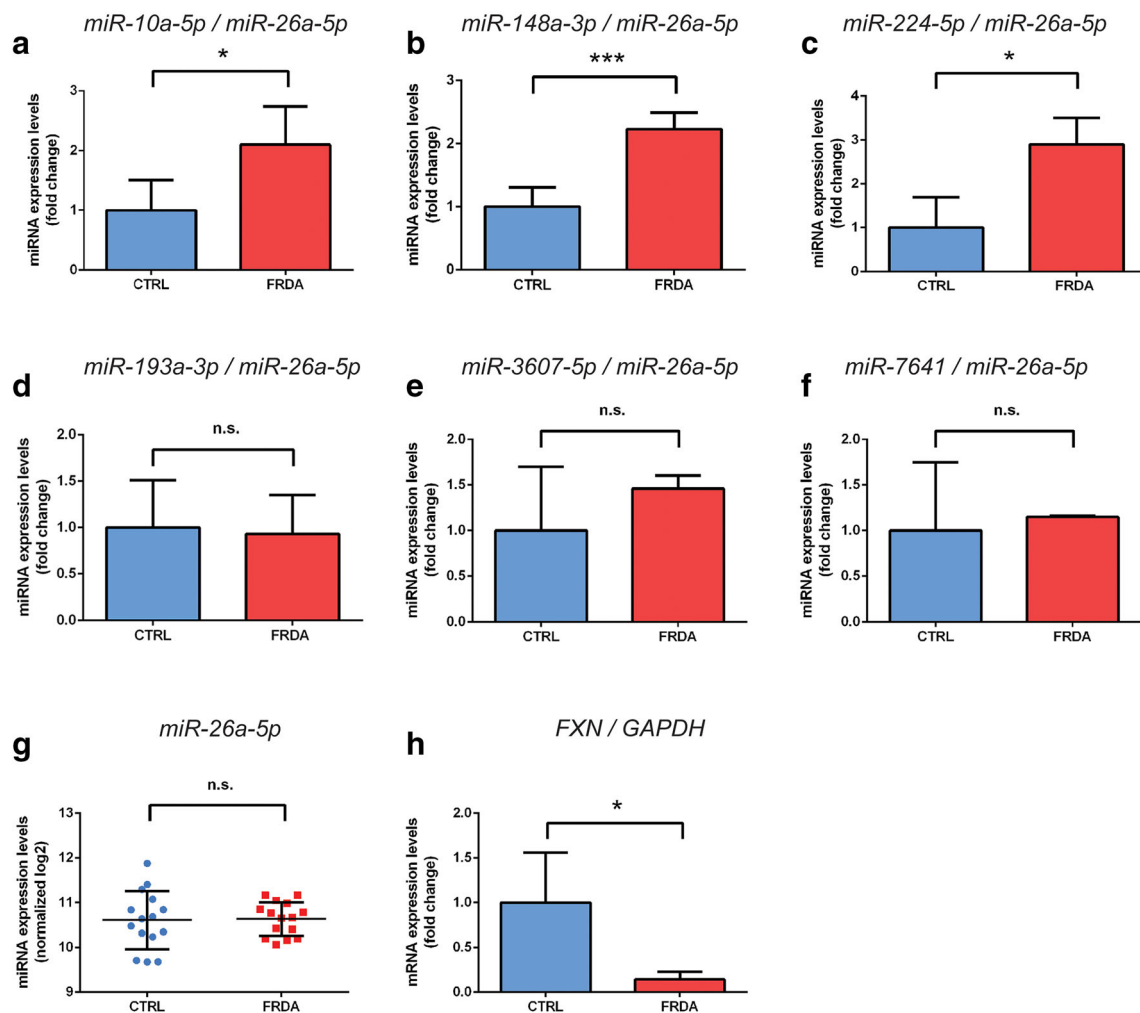 a
miR-10a-5p / miR-26a-5p
*
miRNA expression levels
(fold change)
3
2
1
0
CTRL
FRDA
b
miR-148a-3p / miR-26a-5p
***
miRNA expression levels
(fold change)
3
2
1
0
CTRL
FRDA
c
miR-224-5p / miR-26a-5p
*
miRNA expression levels
(fold change)
4
3
2
1
0
CTRL
FRDA
d
miR-193a-3p / miR-26a-5p
n.s.
miRNA expression levels
(fold change)
2.0
1.5
1.0
0.5
0.0
CTRL
FRDA
e
miR-3607-5p / miR-26a-5p
n.s.
miRNA expression levels
(fold change)
2.0
1.5
1.0
0.5
0.0
CTRL
FRDA
f
miR-7641 / miR-26a-5p
n.s.
miRNA expression levels
(fold change)
2.0
1.5
1.0
0.5
0.0
CTRL
FRDA
g
miR-26a-5p
n.s.
miRNA expression levels
(normalized log2)
13
12
11
10
9
CTRL
FRDA
h
FXN / GAPDH
*
mRNA expression levels
(fold change)
2.0
1.5
1.0
0.5
0.0
CTRL
FRDA